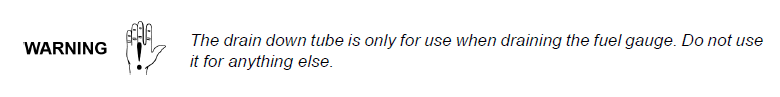 WARNING
The drain down tube is only for use when draining the fuel gauge. Do not use
it for anything else.